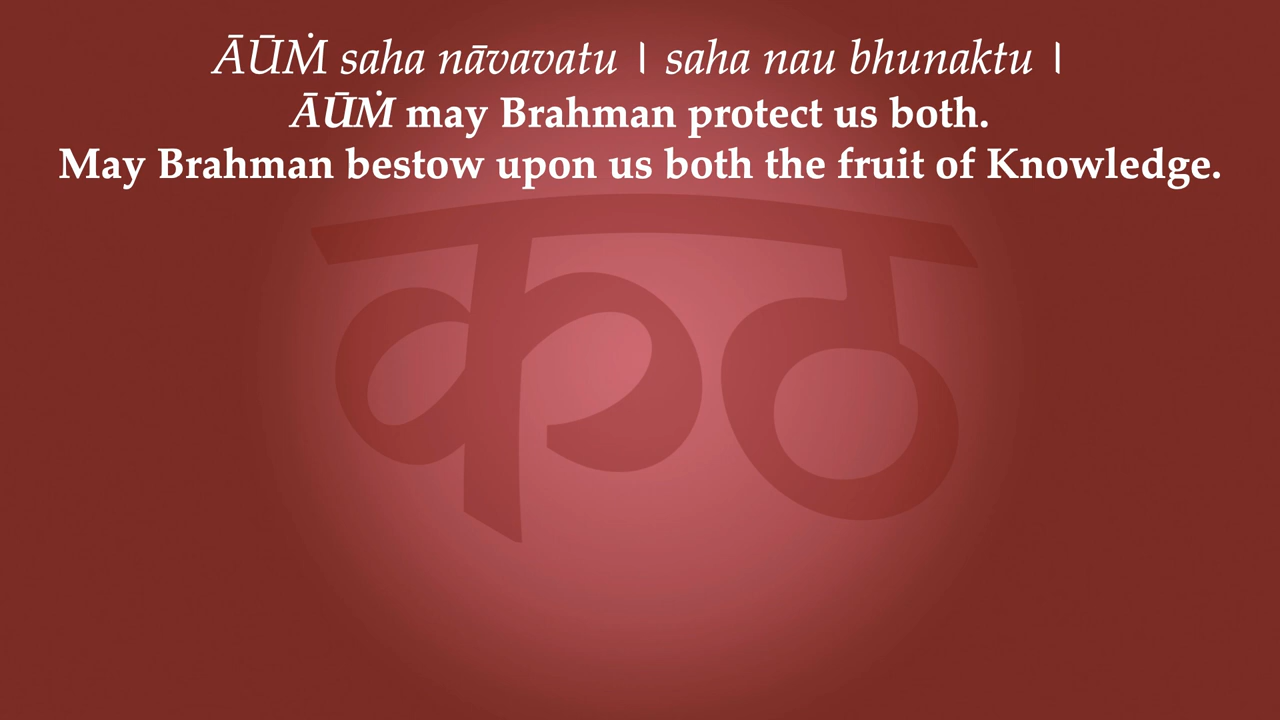 ĀŪṀ saha nāvavatu । saha nau bhunaktu ।
ĀŪṀ may Brahman protect us both.
May Brahman bestow upon us both the fruit of Knowledge.
कठ